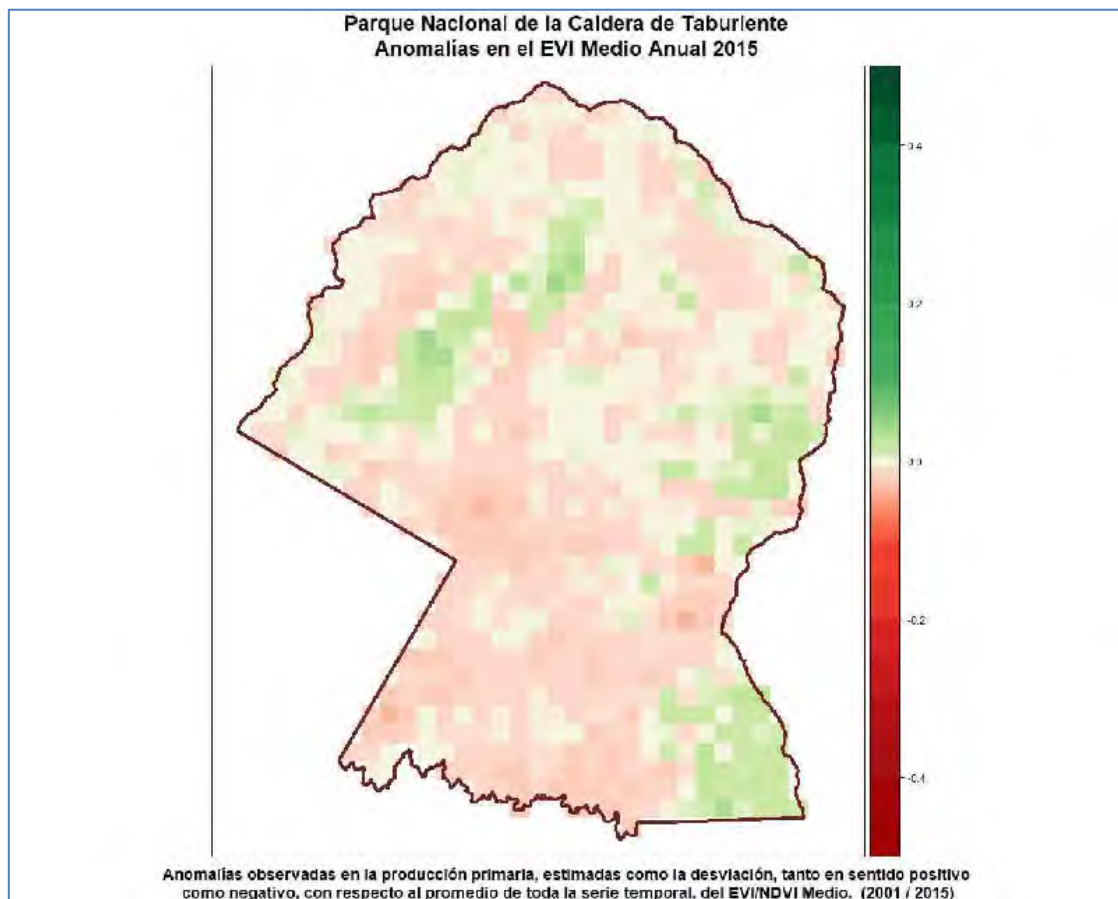 Parque Nacional de la Caldera de Taburiente
Anomalías en el EVI Medio Anual 2015
0.4
0.2
0.0
-0.2
-0.4
Anomalías observadas en la producción primaria, estimadas como la desviación, tanto en sentido positivo
como negativo, con respecto al promedio de toda la serie temporal, del EVI/NDVI Medio. (2001 / 2015)